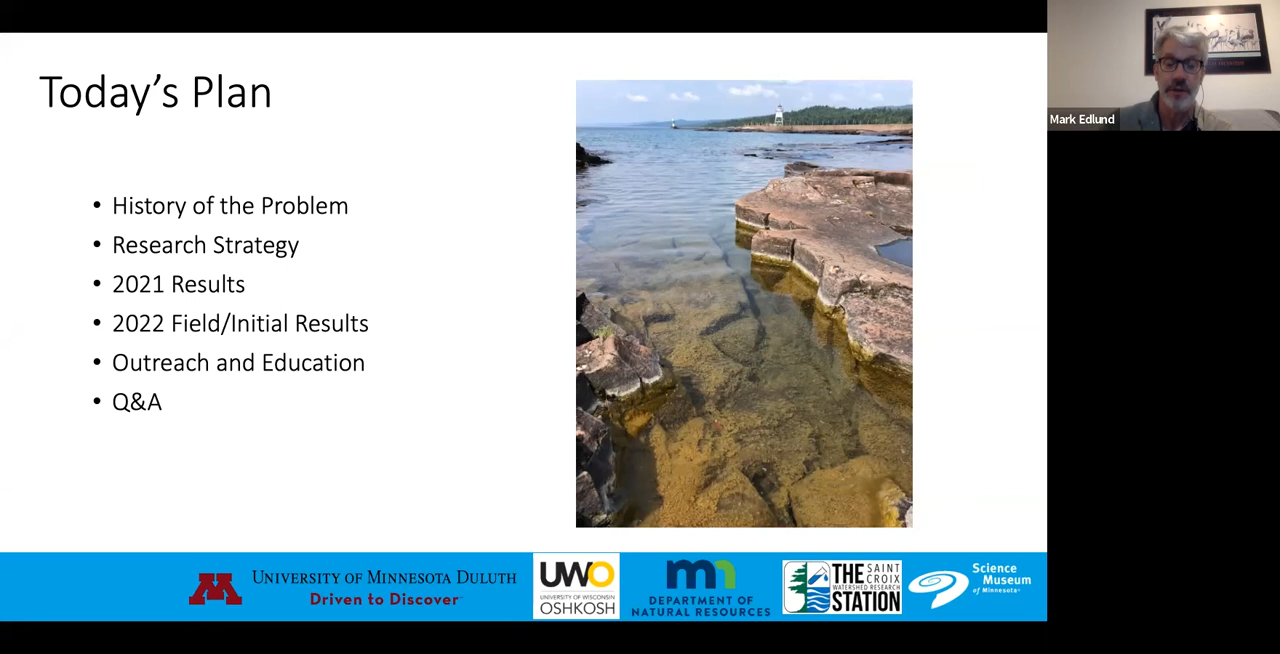 Today's Plan
• History of the Problem
• Research Strategy
• 2021 Results
• 2022 Field/Initial Results
• Outreach and Education
• Q&A
Mark Edlund
UNIVERSITY OF MINNESOTA DULUTH
Driven to Discover
UWO
UNIVERSITY OF WISCONSIN
OSHKOSH
mn
DEPARTMENT OF
NATURAL RESOURCES
THE SAINT CROIX
WATERSHED RESEARCH
STATION
Science
Museum
of Minnesota